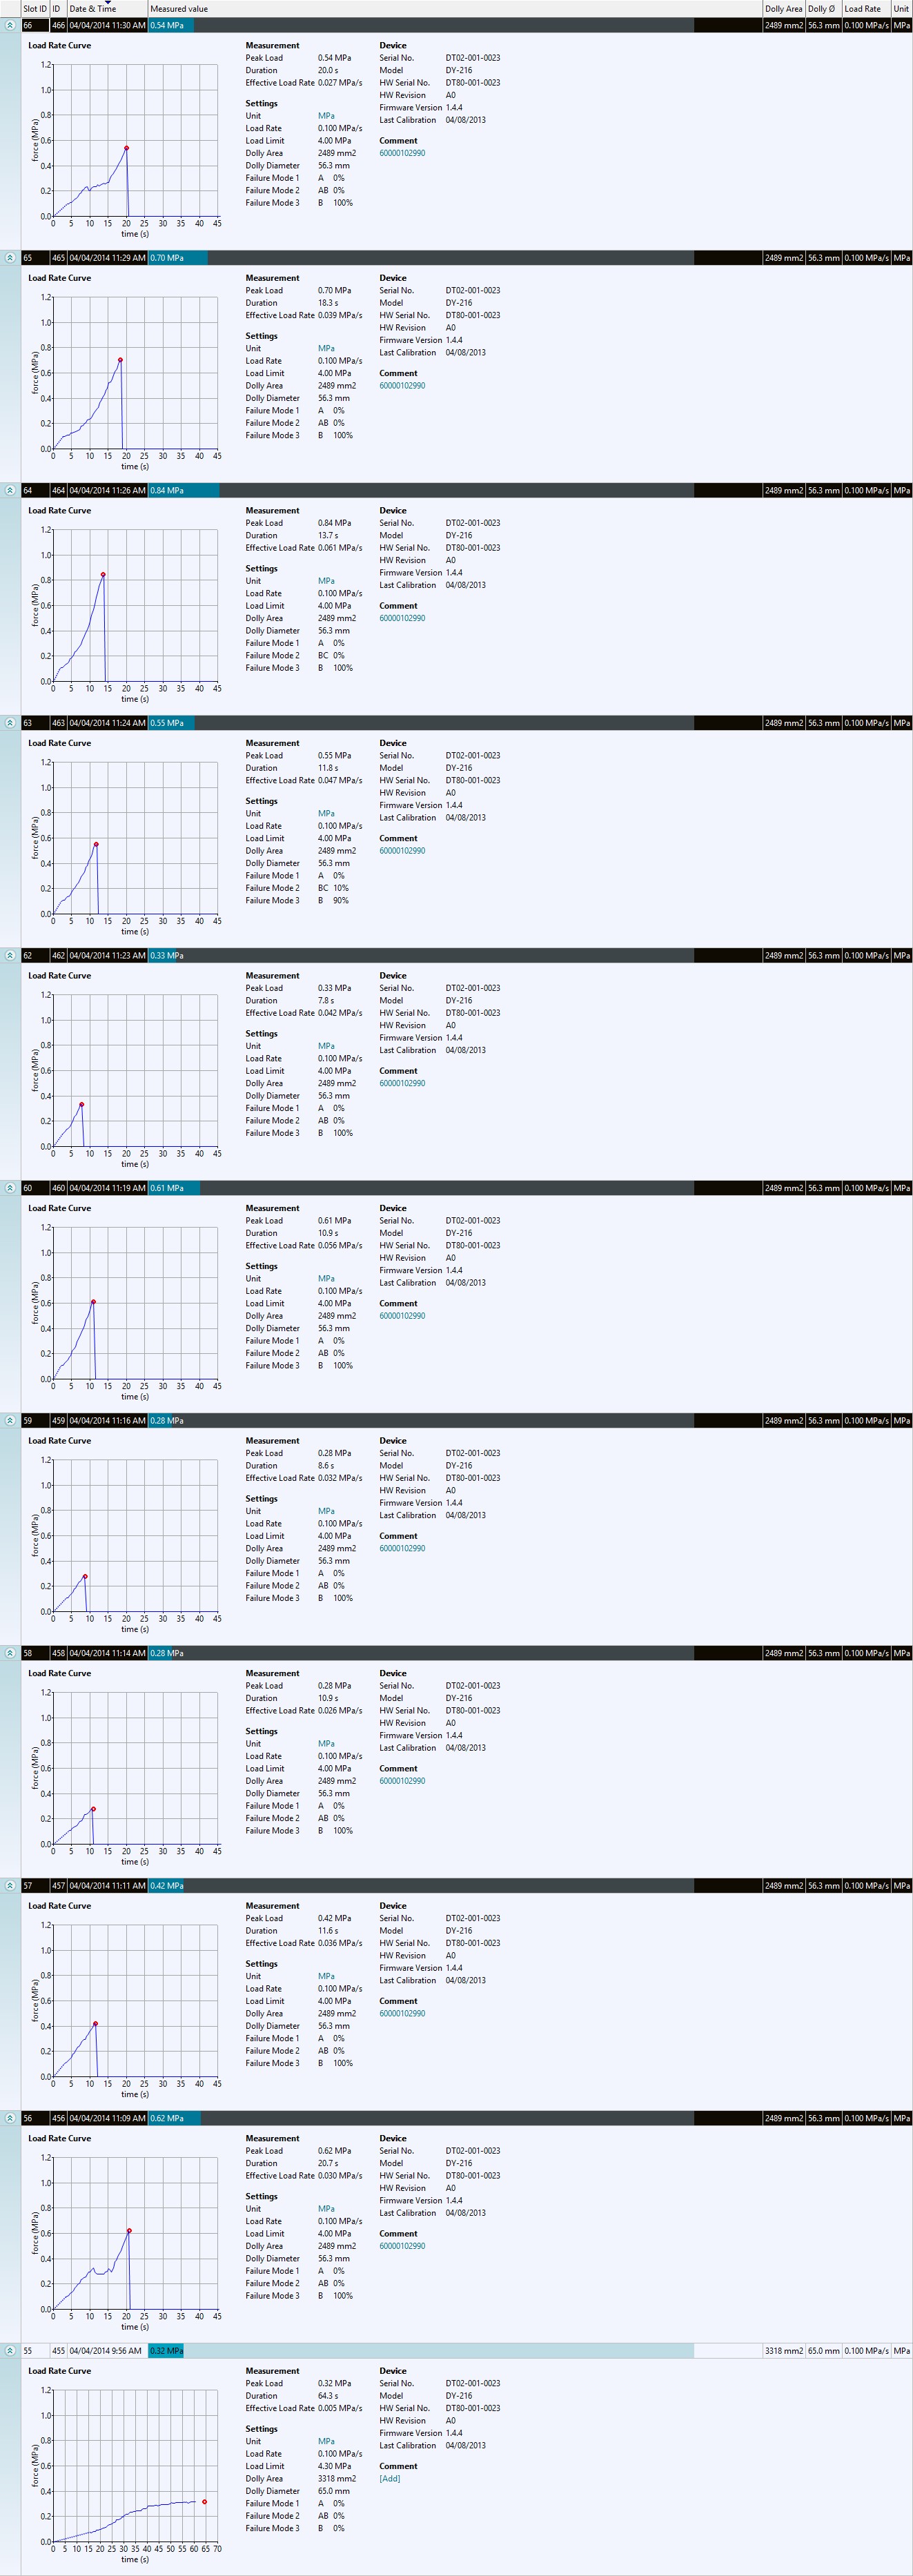 Slot ID ID Date & Time Measured value Dolly Area Dolly Ø Load Rate Unit
66 466 04/04/2014 11:30 AM 0.54 MPa 2489 mm2 56.3 mm 0.100 MPa/s MPa
Load Rate Curve Measurement Device
Peak Load 0.54 MPa Serial No. DT02-001-0023
1.2 Duration 20.0 s Model DY-216
Effective Load Rate 0.027 MPa/s HW Serial No. DT80-001-0023
1.0 HW Revision A0
Settings Firmware Version 1.4.4
0.8 Unit MPa Last Calibration 04/08/2013
Load Rate 0.100 MPa/s
0.6 Load Limit 4.00 MPa Comment
force (MPa) Dolly Area 2489 mm2 60000102990
0.4 Dolly Diameter 56.3 mm
Failure Mode 1 A 0%
0.2 Failure Mode 2 AB 0%
Failure Mode 3 B 100%
0.0
0 5 10 15 20 25 30 35 40 45
time (s)
65 465 04/04/2014 11:29 AM 0.70 MPa 2489 mm2 56.3 mm 0.100 MPa/s MPa
Load Rate Curve Measurement Device
Peak Load 0.70 MPa Serial No. DT02-001-0023
1.2 Duration 18.3 s Model DY-216
Effective Load Rate 0.039 MPa/s HW Serial No. DT80-001-0023
1.0 HW Revision A0
Settings Firmware Version 1.4.4
0.8 Unit MPa Last Calibration 04/08/2013
Load Rate 0.100 MPa/s
0.6 Load Limit 4.00 MPa Comment
force (MPa) Dolly Area 2489 mm2 60000102990
0.4 Dolly Diameter 56.3 mm
Failure Mode 1 A 0%
0.2 Failure Mode 2 AB 0%
Failure Mode 3 B 100%
0.0
0 5 10 15 20 25 30 35 40 45
time (s)
64 464 04/04/2014 11:26 AM 0.84 MPa 2489 mm2 56.3 mm 0.100 MPa/s MPa
Load Rate Curve Measurement Device
Peak Load 0.84 MPa Serial No. DT02-001-0023
1.2 Duration 13.7 s Model DY-216
Effective Load Rate 0.061 MPa/s HW Serial No. DT80-001-0023
1.0 HW Revision A0
Settings Firmware Version 1.4.4
0.8 Unit MPa Last Calibration 04/08/2013
Load Rate 0.100 MPa/s
0.6 Load Limit 4.00 MPa Comment
force (MPa) Dolly Area 2489 mm2 60000102990
0.4 Dolly Diameter 56.3 mm
Failure Mode 1 A 0%
0.2 Failure Mode 2 BC 0%
Failure Mode 3 B 100%
0.0
0 5 10 15 20 25 30 35 40 45
time (s)
63 463 04/04/2014 11:24 AM 0.55 MPa 2489 mm2 56.3 mm 0.100 MPa/s MPa
Load Rate Curve Measurement Device
Peak Load 0.55 MPa Serial No. DT02-001-0023
1.2 Duration 11.8 s Model DY-216
Effective Load Rate 0.047 MPa/s HW Serial No. DT80-001-0023
1.0 HW Revision A0
Settings Firmware Version 1.4.4
0.8 Unit MPa Last Calibration 04/08/2013
Load Rate 0.100 MPa/s
0.6 Load Limit 4.00 MPa Comment
force (MPa) Dolly Area 2489 mm2 60000102990
0.4 Dolly Diameter 56.3 mm
Failure Mode 1 A 0%
0.2 Failure Mode 2 BC 10%
Failure Mode 3 B 90%
0.0
0 5 10 15 20 25 30 35 40 45
time (s)
62 462 04/04/2014 11:23 AM 0.33 MPa 2489 mm2 56.3 mm 0.100 MPa/s MPa
Load Rate Curve Measurement Device
Peak Load 0.33 MPa Serial No. DT02-001-0023
1.2 Duration 7.8 s Model DY-216
Effective Load Rate 0.042 MPa/s HW Serial No. DT80-001-0023
1.0 HW Revision A0
Settings Firmware Version 1.4.4
0.8 Unit MPa Last Calibration 04/08/2013
Load Rate 0.100 MPa/s
0.6 Load Limit 4.00 MPa Comment
force (MPa) Dolly Area 2489 mm2 60000102990
0.4 Dolly Diameter 56.3 mm
Failure Mode 1 A 0%
0.2 Failure Mode 2 AB 0%
Failure Mode 3 B 100%
0.0
0 5 10 15 20 25 30 35 40 45
time (s)
60 460 04/04/2014 11:19 AM 0.61 MPa 2489 mm2 56.3 mm 0.100 MPa/s MPa
Load Rate Curve Measurement Device
Peak Load 0.61 MPa Serial No. DT02-001-0023
1.2 Duration 10.9 s Model DY-216
Effective Load Rate 0.056 MPa/s HW Serial No. DT80-001-0023
1.0 HW Revision A0
Settings Firmware Version 1.4.4
0.8 Unit MPa Last Calibration 04/08/2013
Load Rate 0.100 MPa/s
0.6 Load Limit 4.00 MPa Comment
force (MPa) Dolly Area 2489 mm2 60000102990
0.4 Dolly Diameter 56.3 mm
Failure Mode 1 A 0%
0.2 Failure Mode 2 AB 0%
Failure Mode 3 B 100%
0.0
0 5 10 15 20 25 30 35 40 45
time (s)
59 459 04/04/2014 11:16 AM 0.28 MPa 2489 mm2 56.3 mm 0.100 MPa/s MPa
Load Rate Curve Measurement Device
Peak Load 0.28 MPa Serial No. DT02-001-0023
1.2 Duration 8.6 s Model DY-216
Effective Load Rate 0.032 MPa/s HW Serial No. DT80-001-0023
1.0 HW Revision A0
Settings Firmware Version 1.4.4
0.8 Unit MPa Last Calibration 04/08/2013
Load Rate 0.100 MPa/s
0.6 Load Limit 4.00 MPa Comment
force (MPa) Dolly Area 2489 mm2 60000102990
0.4 Dolly Diameter 56.3 mm
Failure Mode 1 A 0%
0.2 Failure Mode 2 AB 0%
Failure Mode 3 B 100%
0.0
0 5 10 15 20 25 30 35 40 45
time (s)
58 458 04/04/2014 11:14 AM 0.28 MPa 2489 mm2 56.3 mm 0.100 MPa/s MPa
Load Rate Curve Measurement Device
Peak Load 0.28 MPa Serial No. DT02-001-0023
1.2 Duration 10.9 s Model DY-216
Effective Load Rate 0.026 MPa/s HW Serial No. DT80-001-0023
1.0 HW Revision A0
Settings Firmware Version 1.4.4
0.8 Unit MPa Last Calibration 04/08/2013
Load Rate 0.100 MPa/s
0.6 Load Limit 4.00 MPa Comment
force (MPa) Dolly Area 2489 mm2 60000102990
0.4 Dolly Diameter 56.3 mm
Failure Mode 1 A 0%
0.2 Failure Mode 2 AB 0%
Failure Mode 3 B 100%
0.0
0 5 10 15 20 25 30 35 40 45
time (s)
57 457 04/04/2014 11:11 AM 0.42 MPa 2489 mm2 56.3 mm 0.100 MPa/s MPa
Load Rate Curve Measurement Device
Peak Load 0.42 MPa Serial No. DT02-001-0023
1.2 Duration 11.6 s Model DY-216
Effective Load Rate 0.036 MPa/s HW Serial No. DT80-001-0023
1.0 HW Revision A0
Settings Firmware Version 1.4.4
0.8 Unit MPa Last Calibration 04/08/2013
Load Rate 0.100 MPa/s
0.6 Load Limit 4.00 MPa Comment
force (MPa) Dolly Area 2489 mm2 60000102990
0.4 Dolly Diameter 56.3 mm
Failure Mode 1 A 0%
0.2 Failure Mode 2 AB 0%
Failure Mode 3 B 100%
0.0
0 5 10 15 20 25 30 35 40 45
time (s)
56 456 04/04/2014 11:09 AM 0.62 MPa 2489 mm2 56.3 mm 0.100 MPa/s MPa
Load Rate Curve Measurement Device
Peak Load 0.62 MPa Serial No. DT02-001-0023
1.2 Duration 20.7 s Model DY-216
Effective Load Rate 0.030 MPa/s HW Serial No. DT80-001-0023
1.0 HW Revision A0
Settings Firmware Version 1.4.4
0.8 Unit MPa Last Calibration 04/08/2013
Load Rate 0.100 MPa/s
0.6 Load Limit 4.00 MPa Comment
force (MPa) Dolly Area 2489 mm2 60000102990
0.4 Dolly Diameter 56.3 mm
Failure Mode 1 A 0%
0.2 Failure Mode 2 AB 0%
Failure Mode 3 B 100%
0.0
0 5 10 15 20 25 30 35 40 45
time (s)
55 455 04/04/2014 9:56 AM 0.32 MPa 3318 mm2 65.0 mm 0.100 MPa/s MPa
Load Rate Curve Measurement Device
Peak Load 0.32 MPa Serial No. DT02-001-0023
1.2 Duration 64.3 s Model DY-216
Effective Load Rate 0.005 MPa/s HW Serial No. DT80-001-0023
1.0 HW Revision A0
Settings Firmware Version 1.4.4
0.8 Unit MPa Last Calibration 04/08/2013
Load Rate 0.100 MPa/s
0.6 Load Limit 4.30 MPa Comment
force (MPa) Dolly Area 3318 mm2 [Add]
0.4 Dolly Diameter 65.0 mm
Failure Mode 1 A 0%
0.2 Failure Mode 2 AB 0%
Failure Mode 3 B 0%
0.0
0 5 10 15 20 25 30 35 40 45 50 55 60 65 70
time (s)